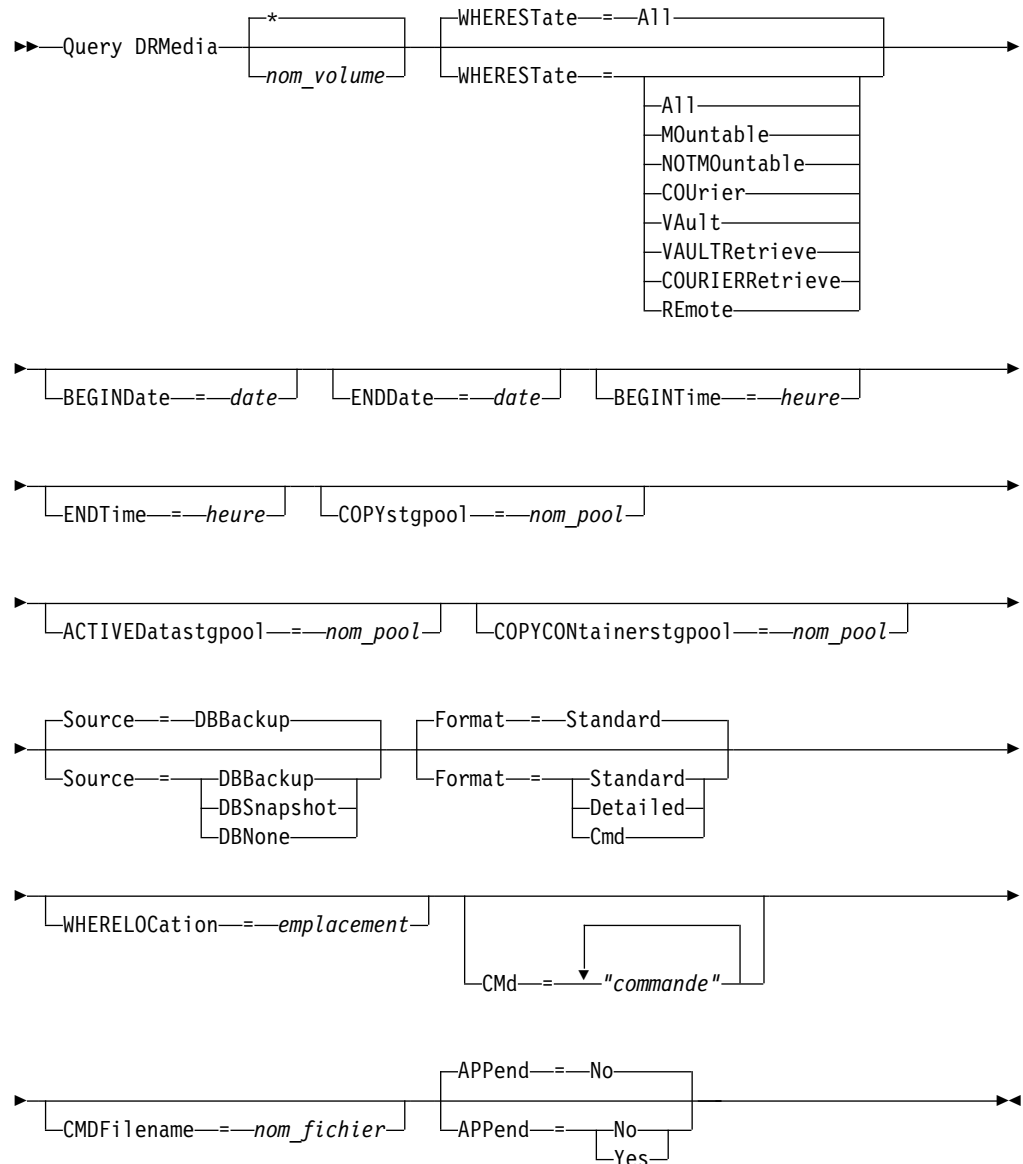 * WHERESTate = All
Query DRMedia
nom_volume WHERESTate =
All
MOuntable
NOTMOuntable
COUrier
VAult
VAULTRetrieve
COURIERRetrieve
REmote
BEGINDate = date ENDDate = date BEGINTime = heure
ENDTime = heure COPYstgpool = nom_pool
ACTIVEDatastgpool = nom_pool COPYCONtainerstgpool = nom_pool
Source = DBBackup Format = Standard
Source = DBBackup Format = Standard
DBSnapshot Detailed
DBNone Cmd
WHERELOCation = emplacement
CMd = "commande"
APPend = No
CMDFilename = nom_fichier APPend = No
Yes